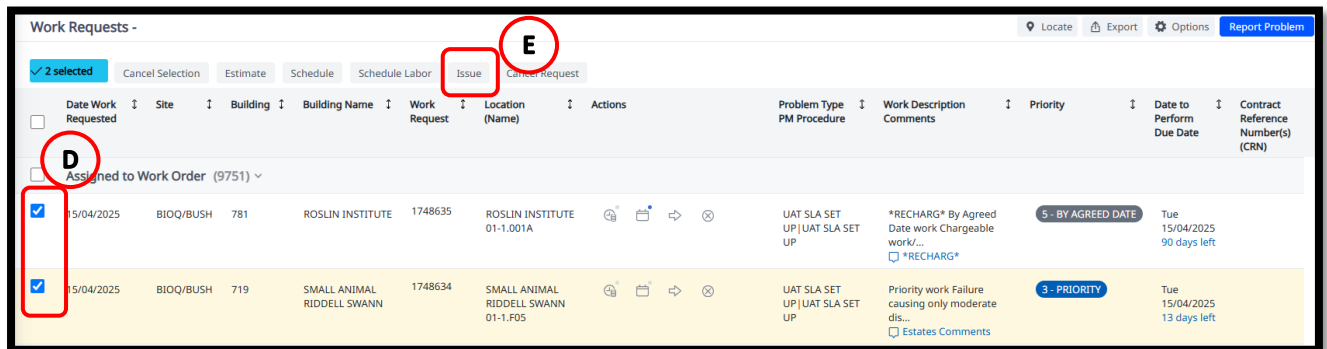 Work Requests -
Locate
Export
Options
Report Problem
E
2 selected
Cancel Selection
Estimate
Schedule
Schedule Labor
Issue
Cancel Request
Date Work Requested
Site
Building
Building Name
Work Request
Location (Name)
Actions
Problem Type PM Procedure
Work Description Comments
Priority
Date to Perform Due Date
Contract Reference Number(s) (CRN)
D
Assigned to Work Order (9751)
15/04/2025
BIOQ/BUSH
781
ROSLIN INSTITUTE
1748635
ROSLIN INSTITUTE
01-1.001A
UAT SLA SET
UP|UAT SLA SET
UP
*RECHARG* By Agreed
Date work Chargeable
work/...
*RECHARG*
5 - BY AGREED DATE
Tue
15/04/2025
90 days left
15/04/2025
BIOQ/BUSH
719
SMALL ANIMAL
RIDDELL SWANN
1748634
SMALL ANIMAL
RIDDELL SWANN
01-1.F05
UAT SLA SET
UP|UAT SLA SET
UP
Priority work Failure
causing only moderate
dis...
Estates Comments
3 - PRIORITY
Tue
15/04/2025
13 days left